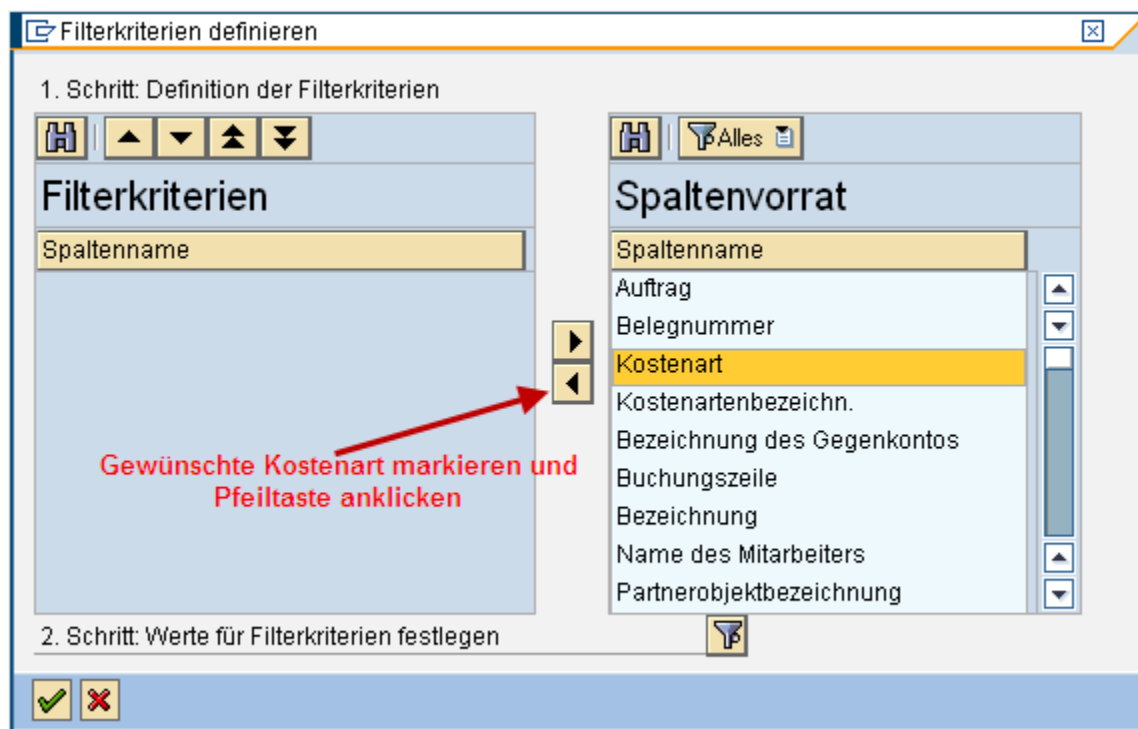 Filterkriterien definieren
1. Schritt: Definition der Filterkriterien
Alles
Filterkriterien
Spaltenvorrat
Spaltenname
Spaltenname
Auftrag
Belegnummer
Kostenart
Kostenartenbezeichn.
Bezeichnung des Gegenkontos
Buchungszeile
Bezeichnung
Name des Mitarbeiters
Partnerobjektbezeichnung
Gewünschte Kostenart markieren und
Pfeiltaste anklicken
2. Schritt: Werte für Filterkriterien festlegen